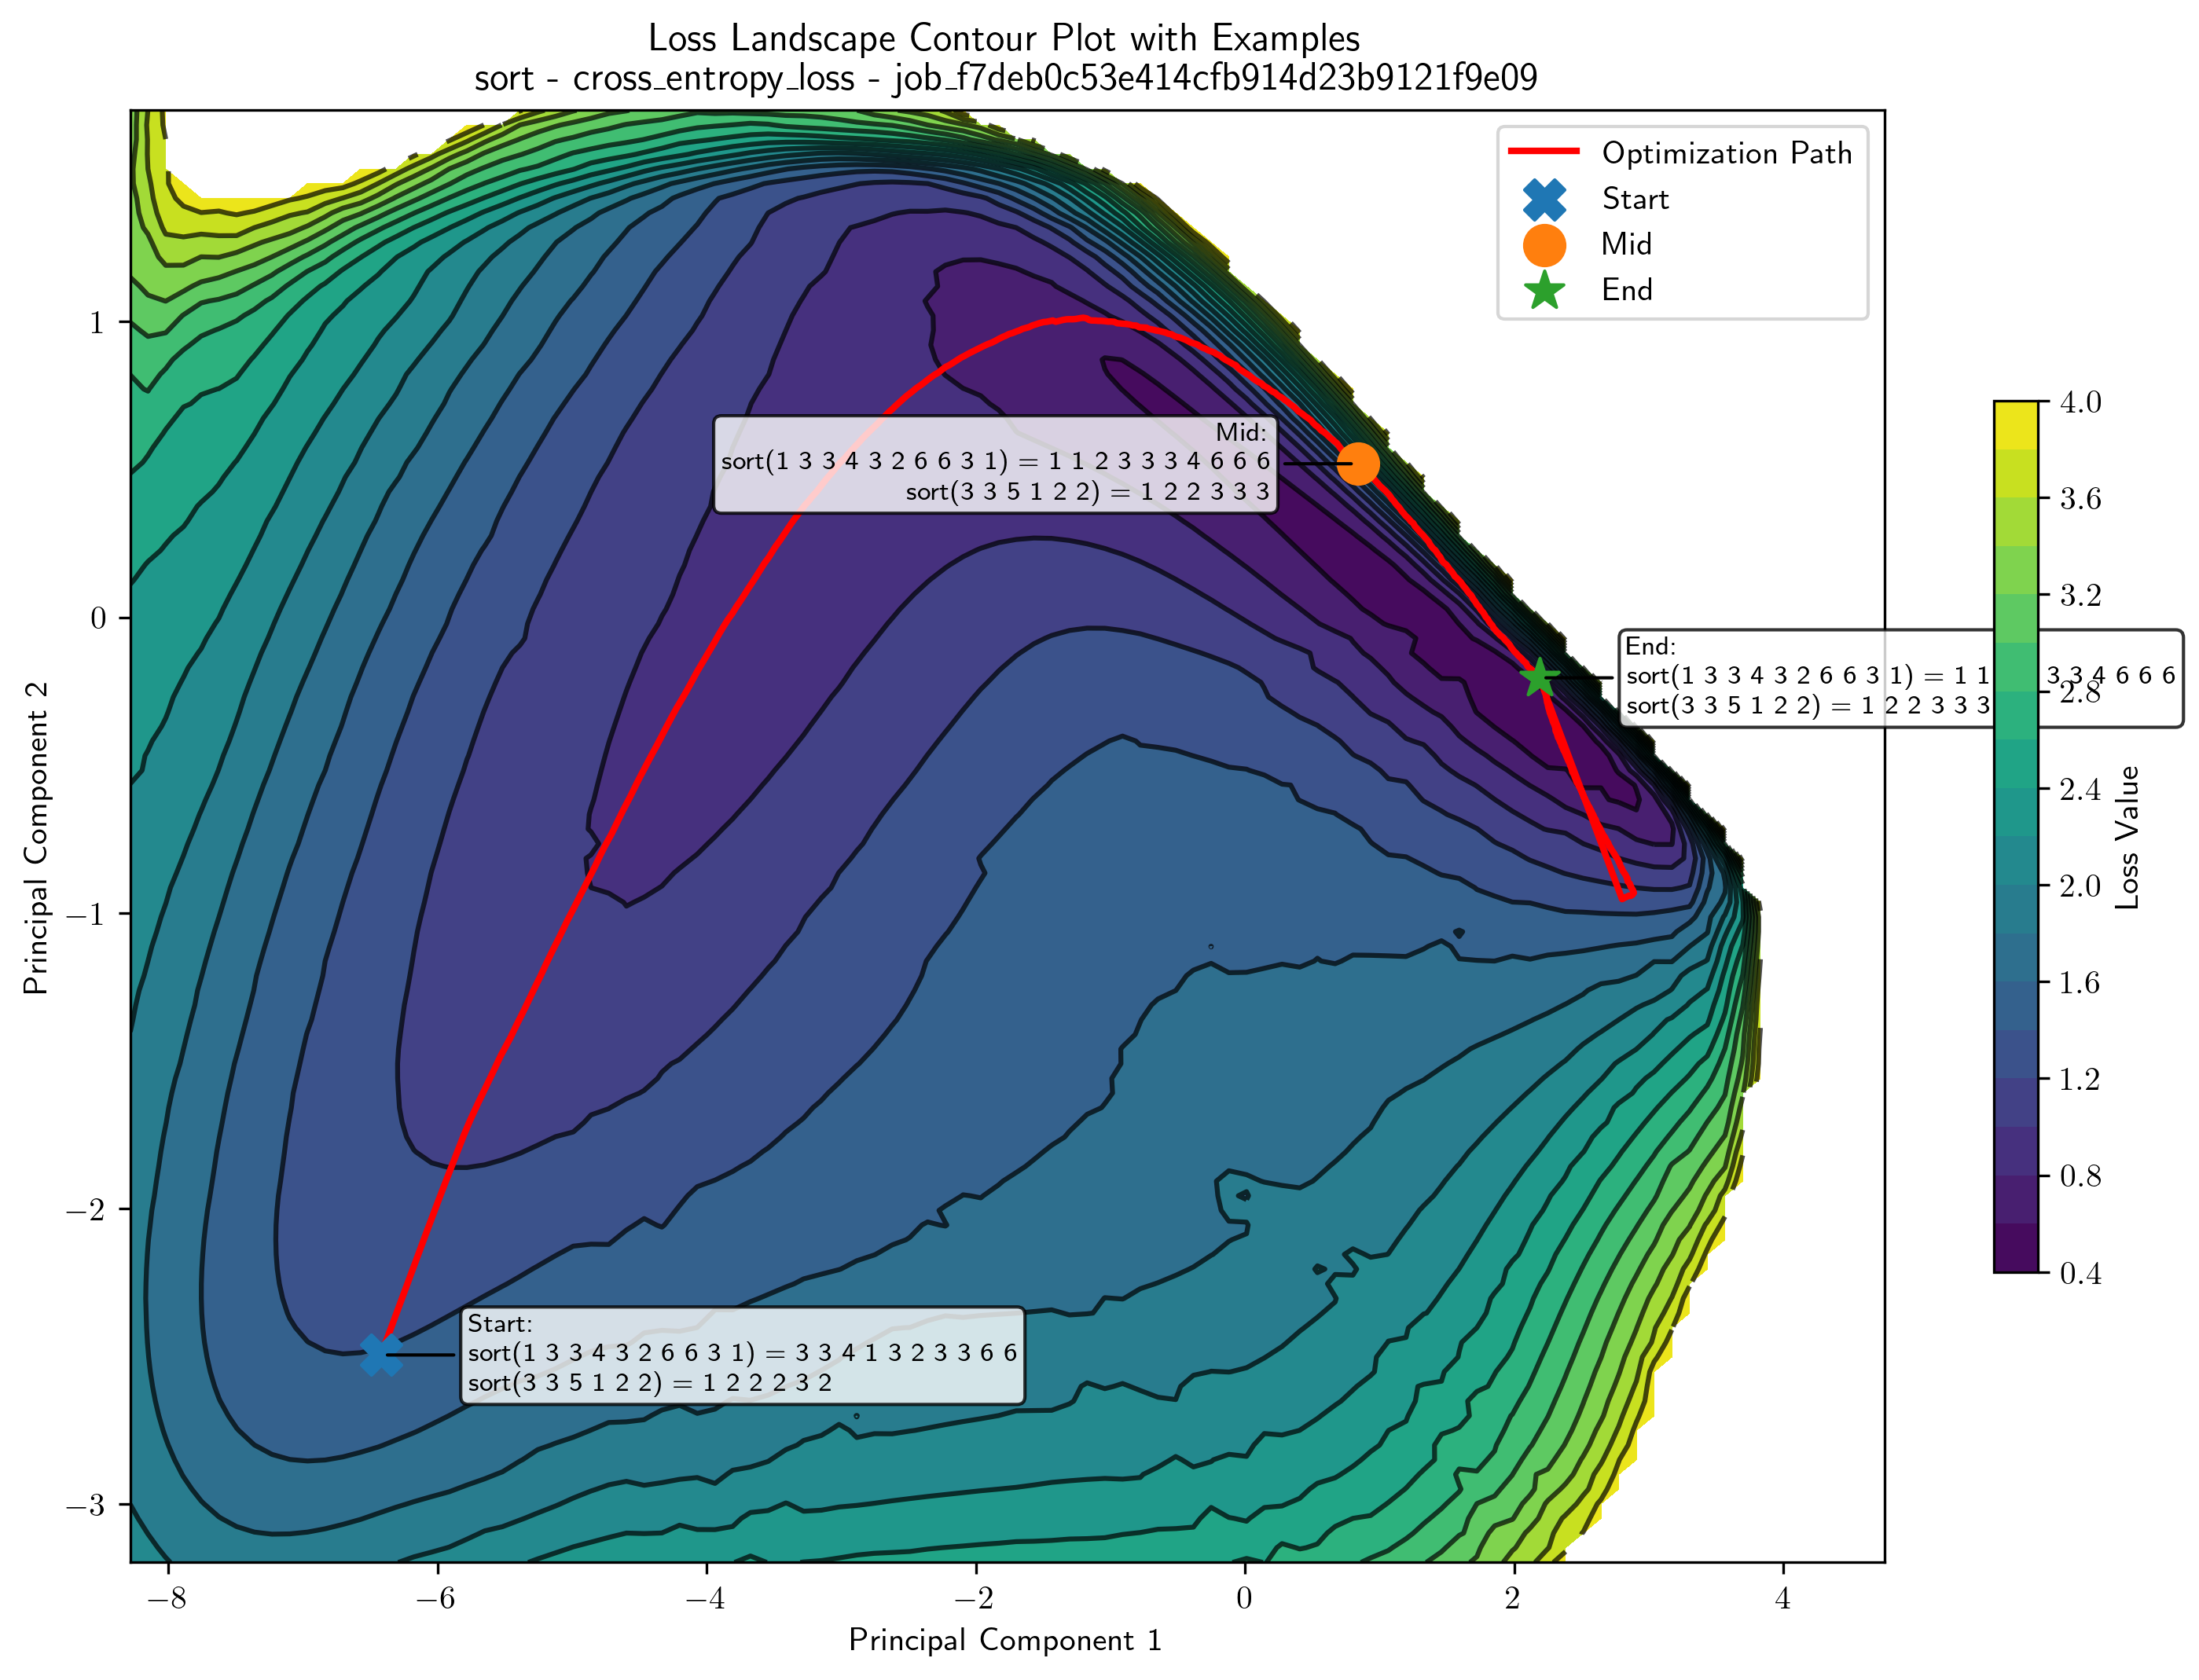 Loss Landscape Contour Plot with Examples
sort - cross_entropy_loss - job_f7deb0c53e414cfb914d23b9121f9e09
Optimization Path
Start
Mid
End
Mid:
sort(1 3 3 4 3 2 6 6 3 1) = 1 1 2 3 3 3 4 6 6 6
sort(3 3 5 1 2 2) = 1 2 2 3 3 3
End:
sort(1 3 3 4 3 2 6 6 3 1) = 1 1 3 3 4 6 6 6
sort(3 3 5 1 2 2) = 1 2 2 3 3 3
Start:
sort(1 3 3 4 3 2 6 6 3 1) = 3 3 4 1 3 2 3 3 6 6
sort(3 3 5 1 2 2) = 1 2 2 2 3 2
1
0
−1
−2
−3
Principal Component 2
−8
−6
−4
−2
0
2
4
Principal Component 1
4.0
3.6
3.2
2.8
2.4
2.0
1.6
1.2
0.8
0.4
Loss Value